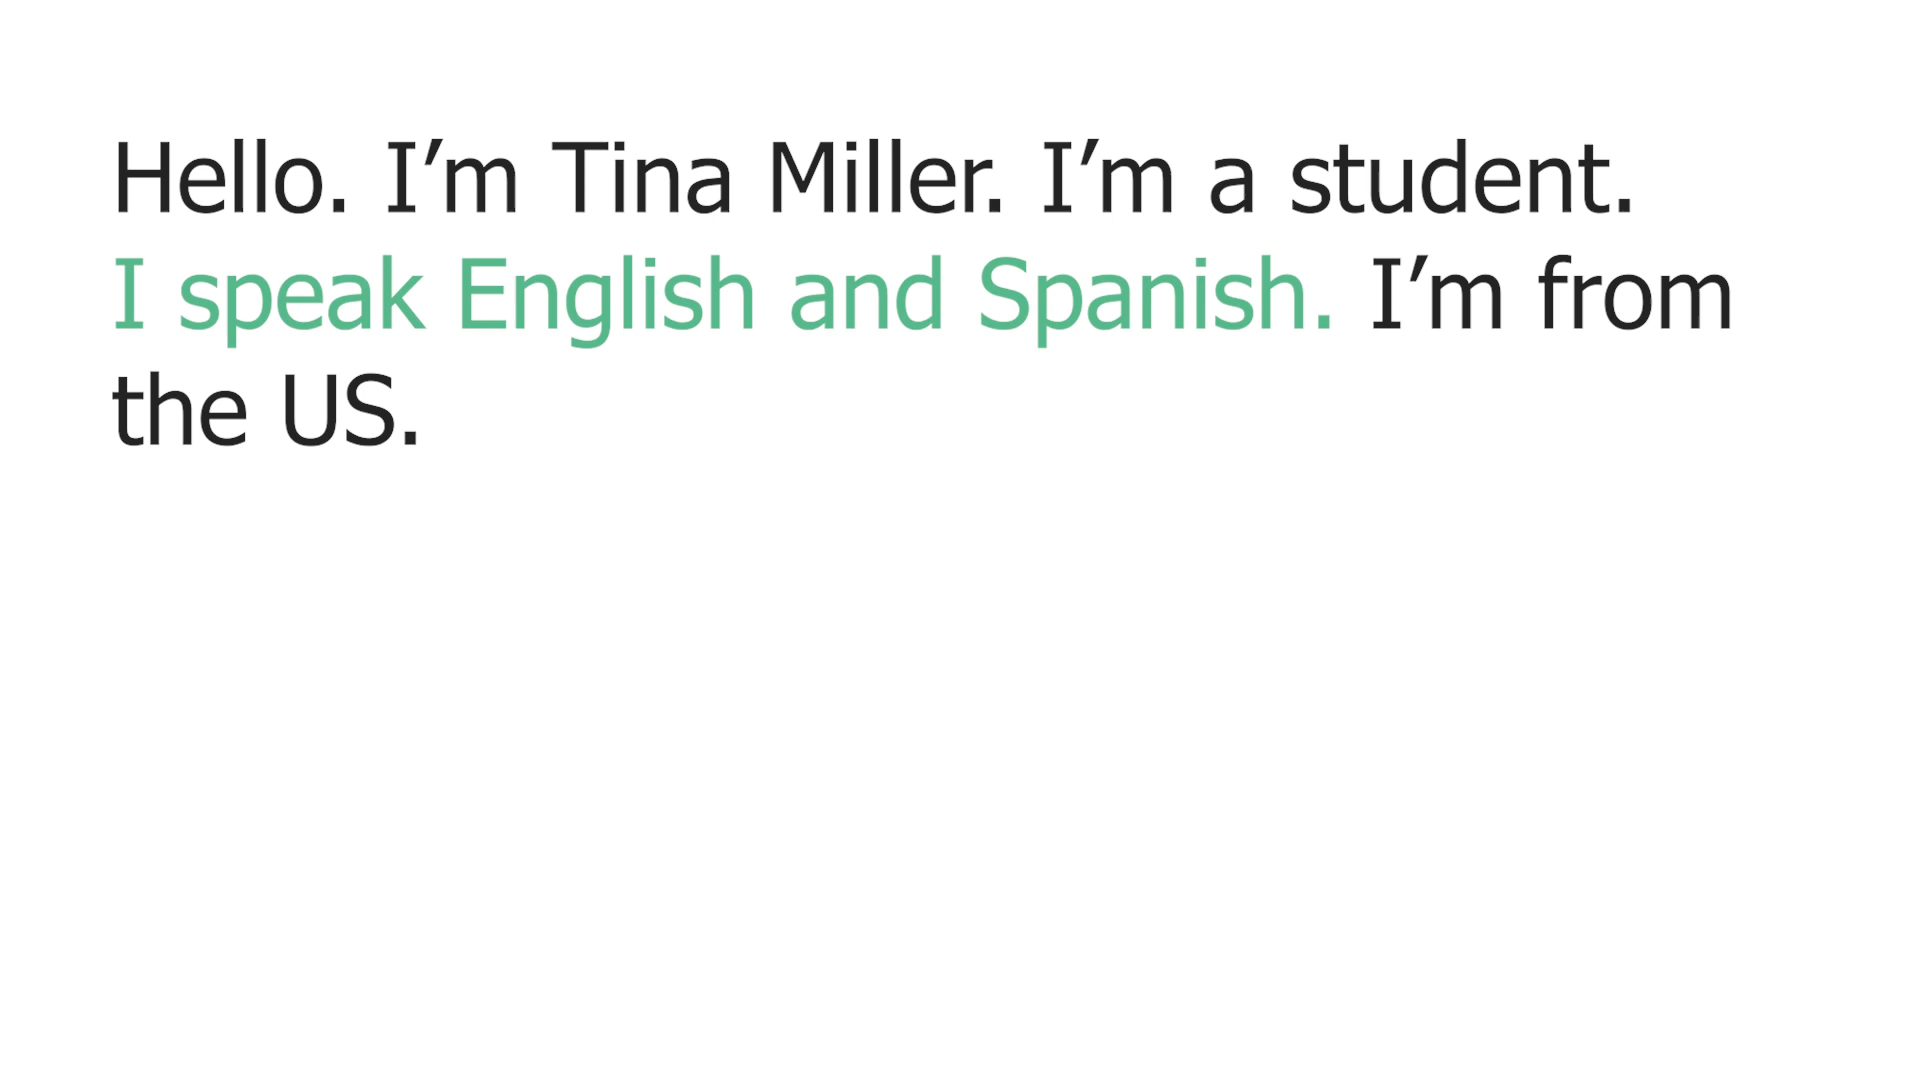 Hello. I’m Tina Miller. I’m a student.
I speak English and Spanish. I’m from
the US.